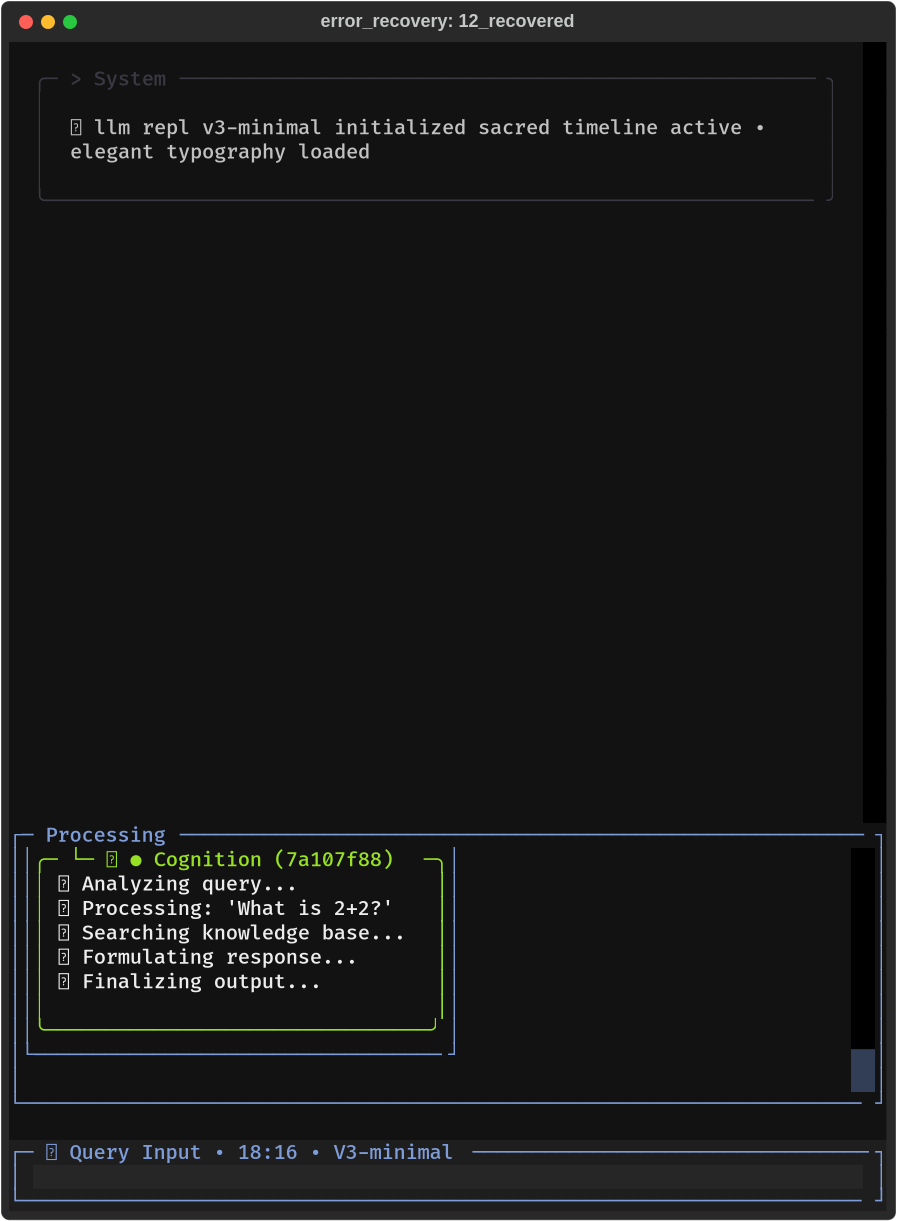 error_recovery: 12_recovered
> System
llm repl v3-minimal initialized sacred timeline active •
elegant typography loaded
Processing
● Cognition (7a107f88)
Analyzing query...
Processing: 'What is 2+2?'
Searching knowledge base...
Formulating response...
Finalizing output...
Query Input • 18:16 • V3-minimal